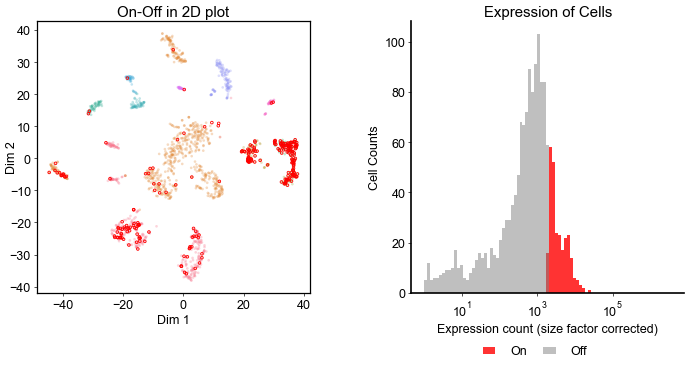 On-Off in 2D plot
40
30
20
10
0
−10
−20
−30
−40
Dim 2
−40 −20 0 20 40
Dim 1
Expression of Cells
100
80
60
40
20
0
Cell Counts
10^1 10^3 10^5
Expression count (size factor corrected)
On Off